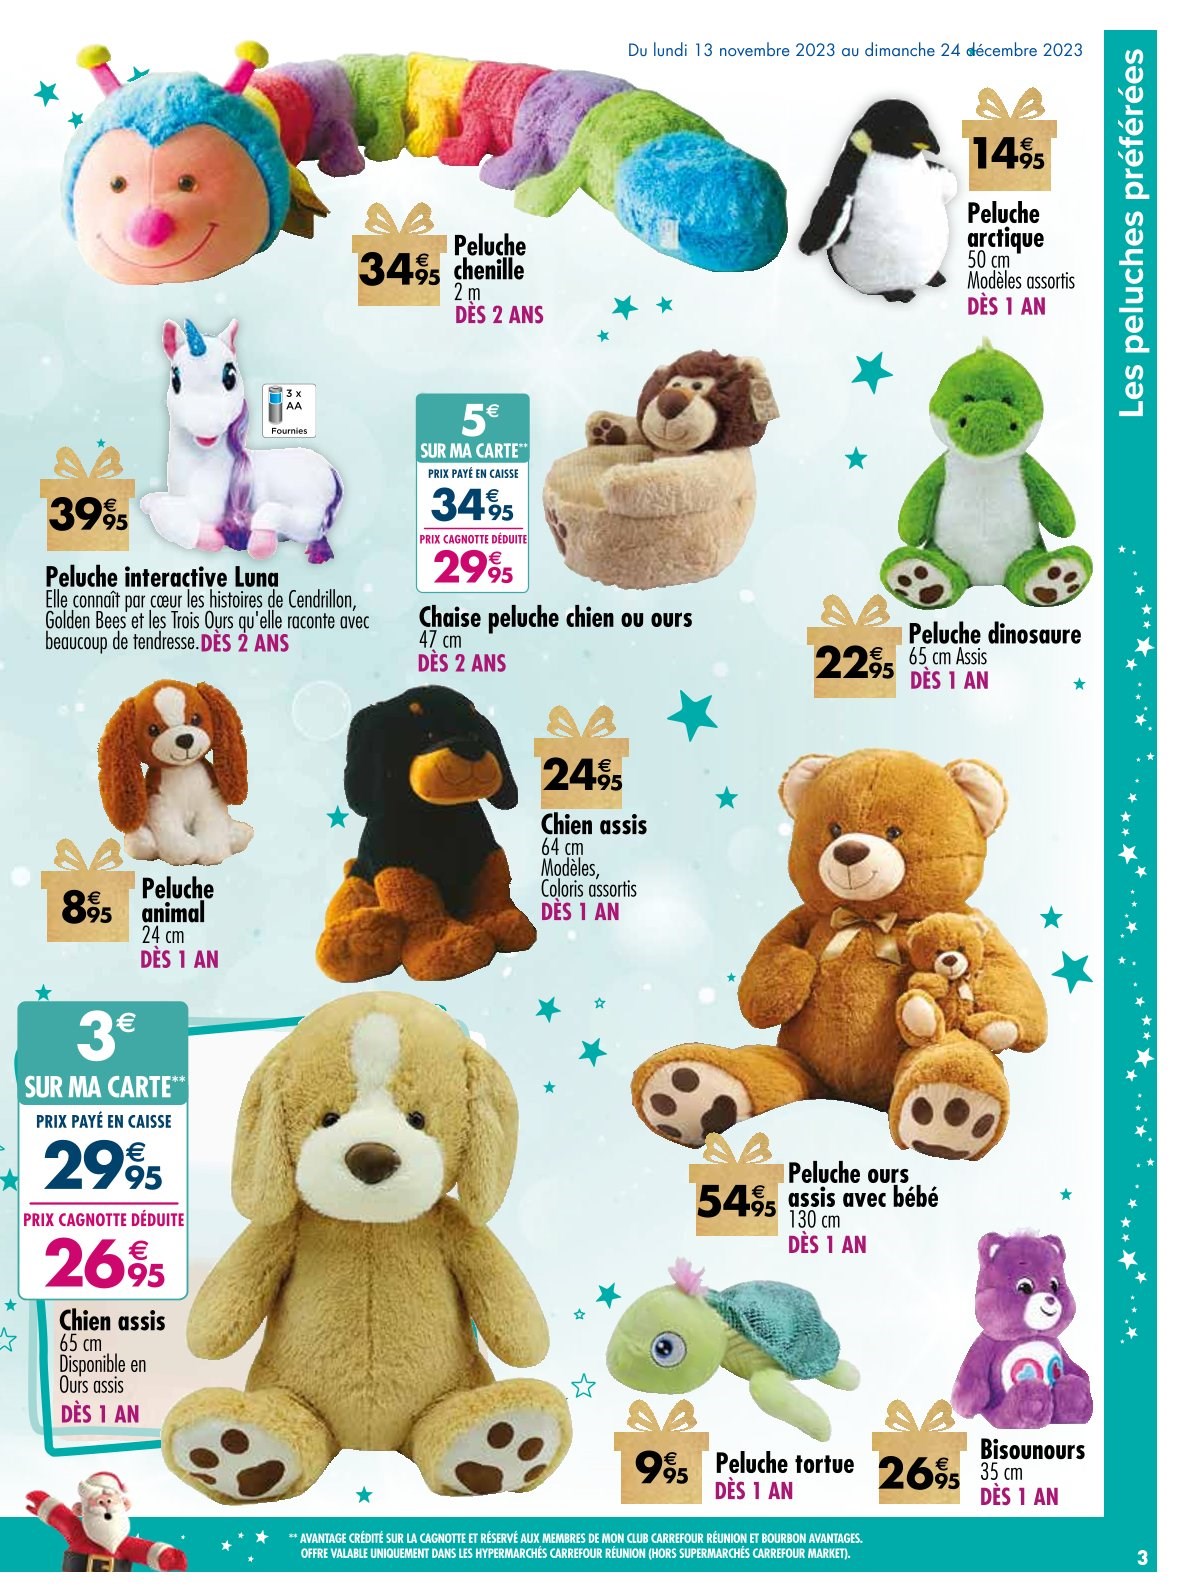 Du lundi 13 novembre 2023 au dimanche 24 décembre 2023
Les peluches préférées
14€95
Peluche
arctique
50 cm
Modèles assortis
DÈS 1 AN
34€95
Peluche
chenille
2 m
DÈS 2 ANS
3 x
AA
Fournies
39€95
Peluche interactive Luna
Elle connaît par cœur les histoires de Cendrillon,
Golden Bees et les Trois Ours qu'elle raconte avec
beaucoup de tendresse. DÈS 2 ANS
5€
SUR MA CARTE**
PRIX PAYÉ EN CAISSE
34€95
PRIX CAGNOTTE DÉDUITE
29€95
Chaise peluche chien ou ours
47 cm
DÈS 2 ANS
22€95
Peluche dinosaure
65 cm Assis
DÈS 1 AN
8€95
Peluche
animal
24 cm
DÈS 1 AN
24€95
Chien assis
64 cm
Modèles,
Coloris assortis
DÈS 1 AN
3€
SUR MA CARTE**
PRIX PAYÉ EN CAISSE
29€95
PRIX CAGNOTTE DÉDUITE
26€95
Chien assis
65 cm
Disponible en
Ours assis
DÈS 1 AN
54€95
Peluche ours
assis avec bébé
130 cm
DÈS 1 AN
9€95
Peluche tortue
DÈS 1 AN
26€95
Bisounours
35 cm
DÈS 1 AN
** AVANTAGE CRÉDITÉ SUR LA CAGNOTTE ET RÉSERVÉ AUX MEMBRES DE MON CLUB CARREFOUR RÉUNION ET BOURBON AVANTAGES.
OFFRE VALABLE UNIQUEMENT DANS LES HYPERMARCHÉS CARREFOUR RÉUNION (HORS SUPERMARCHÉS CARREFOUR MARKET).
3